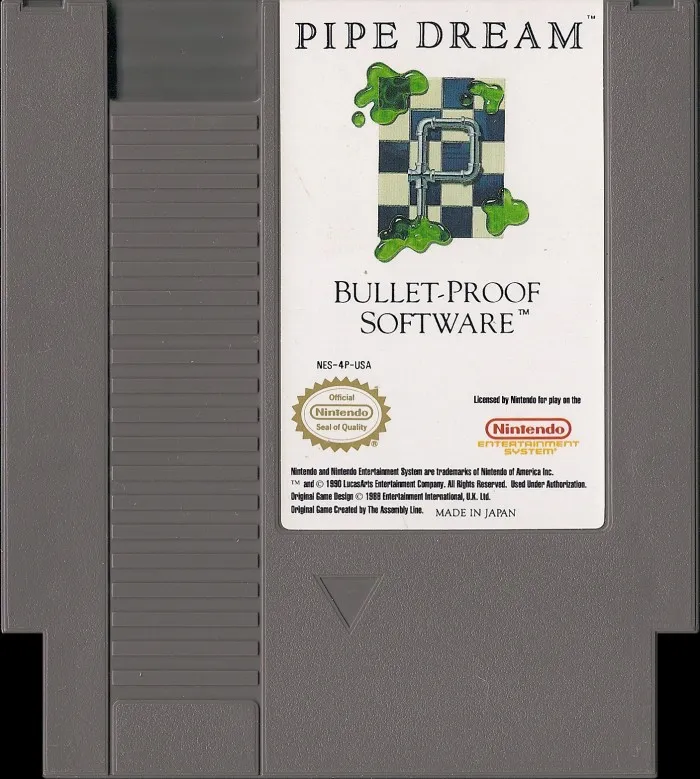 PIPE DREAM™
BULLET-PROOF
SOFTWARE™
NES-4P-USA
Official
Nintendo
Seal of Quality
®
Licensed by Nintendo for play on the
Nintendo
ENTERTAINMENT
SYSTEM®
Nintendo and Nintendo Entertainment System are trademarks of Nintendo of America Inc.
™ and © 1990 LucasArts Entertainment Company. All Rights Reserved. Used Under Authorization.
Original Game Design © 1989 Entertainment International, U.K. Ltd.
Original Game Created by The Assembly Line. MADE IN JAPAN